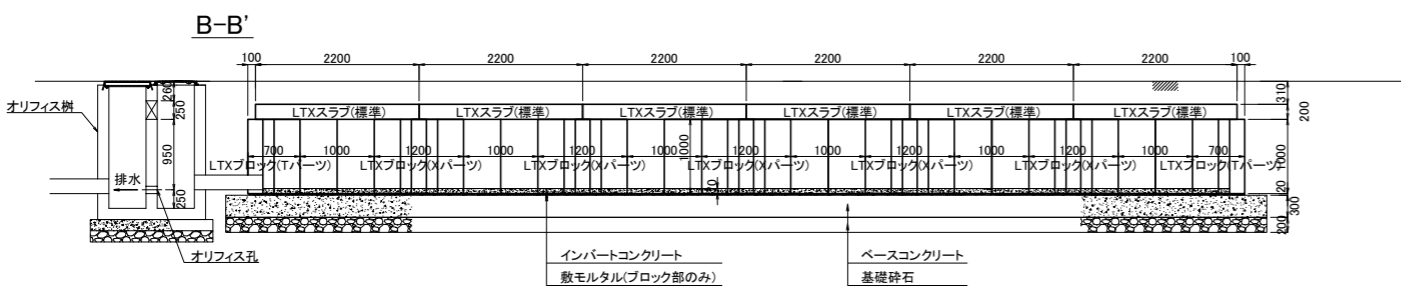 B-B'
100 2200 2200 2200 2200 2200 2200 100
オリフィス桝
260
250
950
250
排水
オリフィス孔
LTXスラブ(標準) LTXスラブ(標準) LTXスラブ(標準) LTXスラブ(標準) LTXスラブ(標準) LTXスラブ(標準)
310
200
700 1000 1200 1000 1200 1000 1200 1000 1200 1000 1200 1000 700
1000
1000
LTXブロック(Tパーツ) LTXブロック(Xパーツ) LTXブロック(Xパーツ) LTXブロック(Xパーツ) LTXブロック(Xパーツ) LTXブロック(Xパーツ) LTXブロック(Tパーツ)
20
300
200
インバートコンクリート
敷モルタル(ブロック部のみ)
ベースコンクリート
基礎砕石